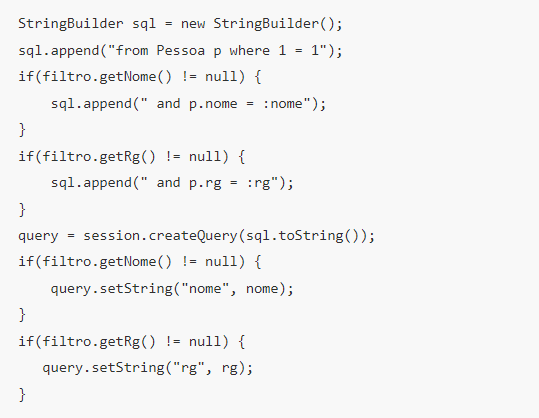 StringBuilder sql = new StringBuilder();
sql.append("from Pessoa p where 1 = 1");
if(filtro.getNome() != null) {
    sql.append(" and p.nome = :nome");
}
if(filtro.getRg() != null) {
    sql.append(" and p.rg = :rg");
}
query = session.createQuery(sql.toString());
if(filtro.getNome() != null) {
    query.setString("nome", nome);
}
if(filtro.getRg() != null) {
   query.setString("rg", rg);
}